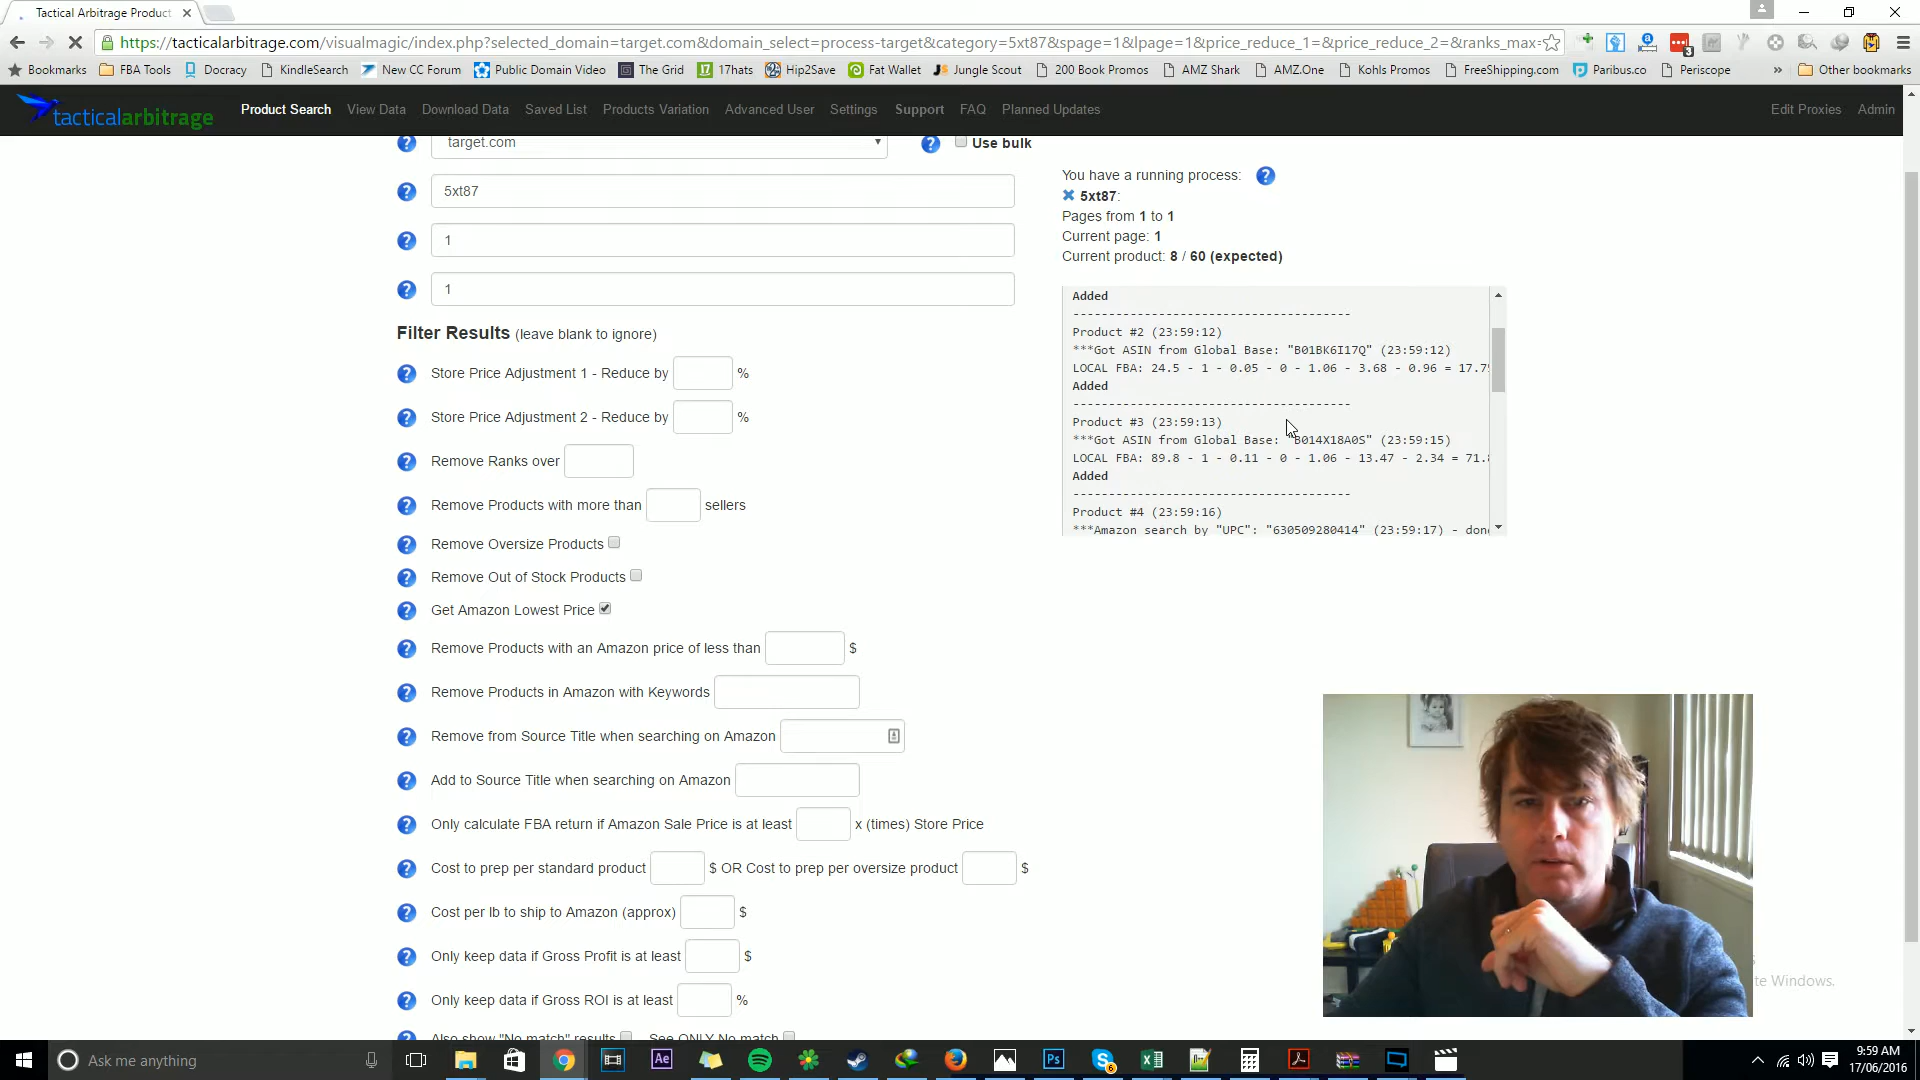 Tactical Arbitrage Product
https://tacticalarbitrage.com/visualmagic/index.php?selected_domain=target.com&domain_select=process-target&category=5xt87&spage=1&lpage=1&price_reduce_1=&price_reduce_2=&ranks_max=
Bookmarks FBA Tools Docracy KindleSearch New CC Forum Public Domain Video The Grid 17hats Hip2Save Fat Wallet Jungle Scout 200 Book Promos AMZ Shark AMZ.One Kohls Promos FreeShipping.com Paribus.co Periscope » Other bookmarks
tacticalarbitrage Product Search View Data Download Data Saved List Products Variation Advanced User Settings Support FAQ Planned Updates Edit Proxies Admin
target.com
Use bulk
5xt87
1
1
You have a running process:
5xt87:
Pages from 1 to 1
Current page: 1
Current product: 8 / 60 (expected)
Added
---------------------------------------
Product #2 (23:59:12)
***Got ASIN from Global Base: "B01BK6I17Q" (23:59:12)
LOCAL FBA: 24.5 - 1 - 0.05 - 0 - 1.06 - 3.68 - 0.96 = 17.75
Added
---------------------------------------
Product #3 (23:59:13)
***Got ASIN from Global Base: "B014X18A0S" (23:59:15)
LOCAL FBA: 89.8 - 1 - 0.11 - 0 - 1.06 - 13.47 - 2.34 = 71.8
Added
---------------------------------------
Product #4 (23:59:16)
***Amazon search by "UPC": "630509280414" (23:59:17) - done
Filter Results (leave blank to ignore)
Store Price Adjustment 1 - Reduce by %
Store Price Adjustment 2 - Reduce by %
Remove Ranks over
Remove Products with more than sellers
Remove Oversize Products
Remove Out of Stock Products
Get Amazon Lowest Price
Remove Products with an Amazon price of less than $
Remove Products in Amazon with Keywords
Remove from Source Title when searching on Amazon
Add to Source Title when searching on Amazon
Only calculate FBA return if Amazon Sale Price is at least x (times) Store Price
Cost to prep per standard product $ OR Cost to prep per oversize product $
Cost per lb to ship to Amazon (approx) $
Only keep data if Gross Profit is at least $
Only keep data if Gross ROI is at least %
Also show "No match" results See ONLY No match
te Windows.
Ask me anything
9:59 AM
17/06/2016